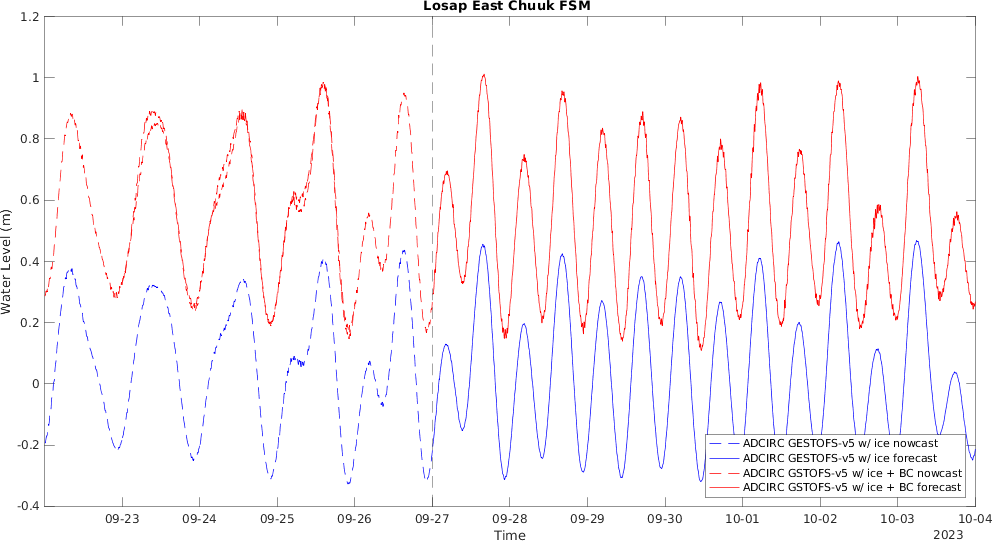 Losap East Chuuk FSM
1.2
1
0.8
0.6
0.4
0.2
0
-0.2
-0.4
Water Level (m)
ADCIRC GESTOFS-v5 w/ ice nowcast
ADCIRC GESTOFS-v5 w/ ice forecast
ADCIRC GSTOFS-v5 w/ ice + BC nowcast
ADCIRC GSTOFS-v5 w/ ice + BC forecast
09-23 09-24 09-25 09-26 09-27 09-28 09-29 09-30 10-01 10-02 10-03 10-04
Time
2023